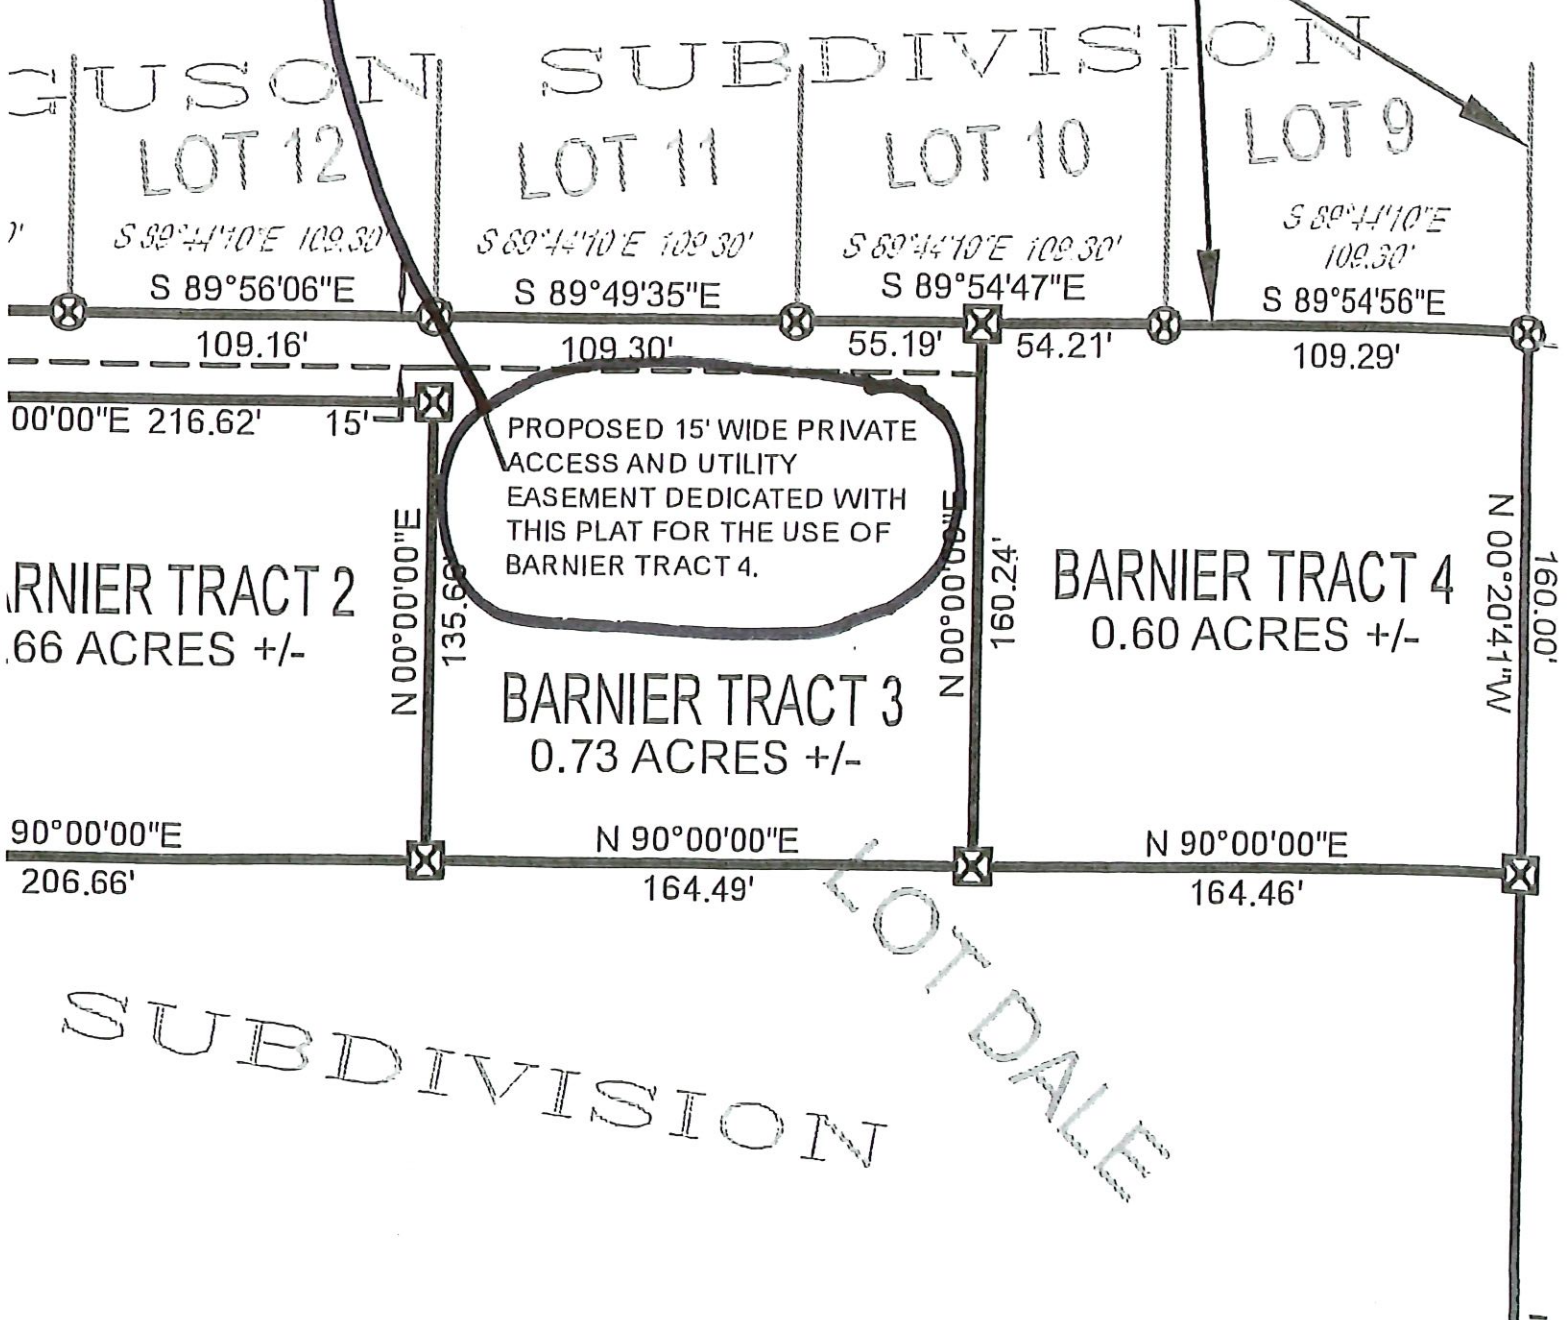 GUSON SUBDIVISION
LOT 12
LOT 11
LOT 10
LOT 9
S 89°44'10"E 109.30'
S 89°44'10"E 109.30'
S 89°44'10"E 109.30'
S 89°44'10"E
109.30'
S 89°56'06"E
S 89°49'35"E
S 89°54'47"E
S 89°54'56"E
109.16'
109.30'
55.19'
54.21'
109.29'
00'00"E 216.62'
15'
PROPOSED 15' WIDE PRIVATE
ACCESS AND UTILITY
EASEMENT DEDICATED WITH
THIS PLAT FOR THE USE OF
BARNIER TRACT 4.
N 00°00'00"E
N 00°00'00"E
160.24'
N 00°20'41"W
160.00'
RNIER TRACT 2
.66 ACRES +/-
BARNIER TRACT 3
0.73 ACRES +/-
BARNIER TRACT 4
0.60 ACRES +/-
90°00'00"E
206.66'
N 90°00'00"E
164.49'
N 90°00'00"E
164.46'
LOT DALE
SUBDIVISION